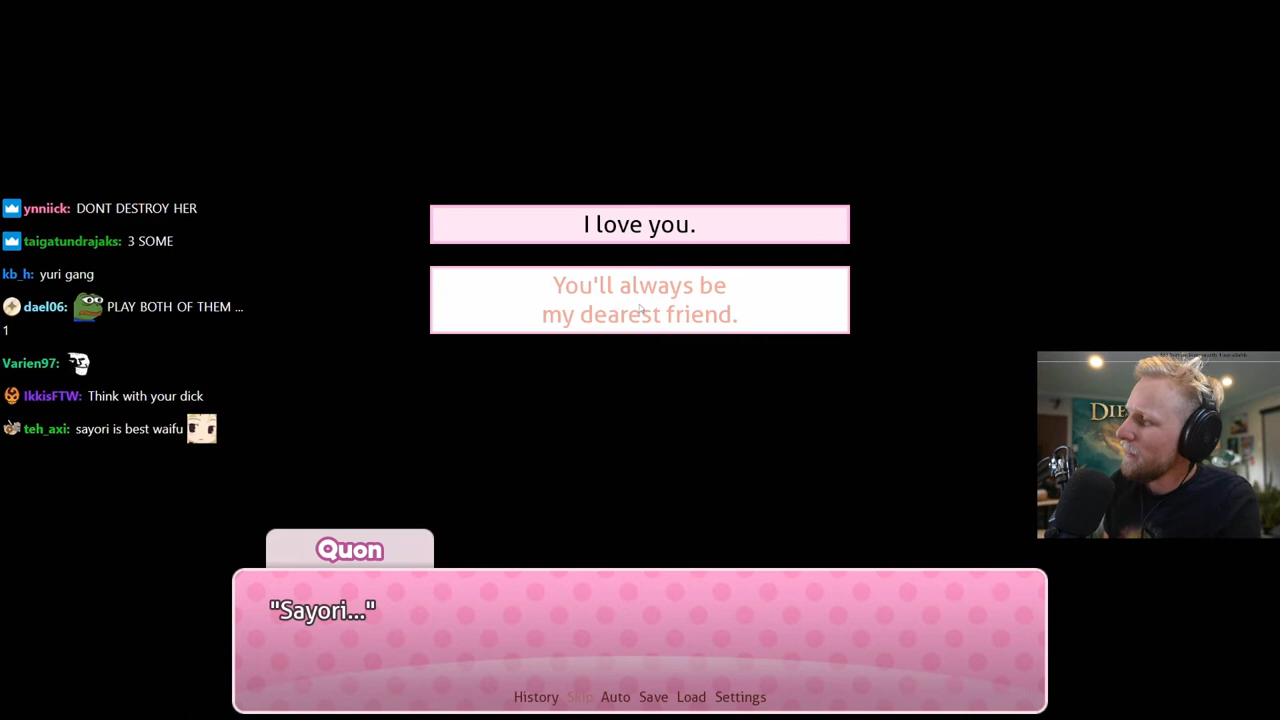 ynniick: DONT DESTROY HER
taigatundrajaks: 3 SOME
kb_h: yuri gang
dael06: PLAY BOTH OF THEM ...
1
Varien97:
IkkisFTW: Think with your dick
teh_axi: sayori is best waifu
I love you.
You'll always be
my dearest friend.
DIE
Quon
"Sayori..."
History Skip Auto Save Load Settings